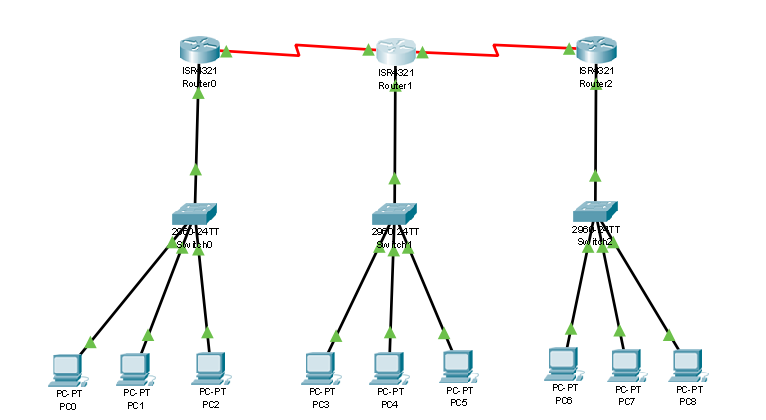 ISR4321
Router0
ISR4321
Router1
ISR4321
Router2
2960-24TT
Switch0
2960-24TT
Switch1
2960-24TT
Switch2
PC-PT
PC0
PC-PT
PC1
PC-PT
PC2
PC-PT
PC3
PC-PT
PC4
PC-PT
PC5
PC-PT
PC6
PC-PT
PC7
PC-PT
PC8